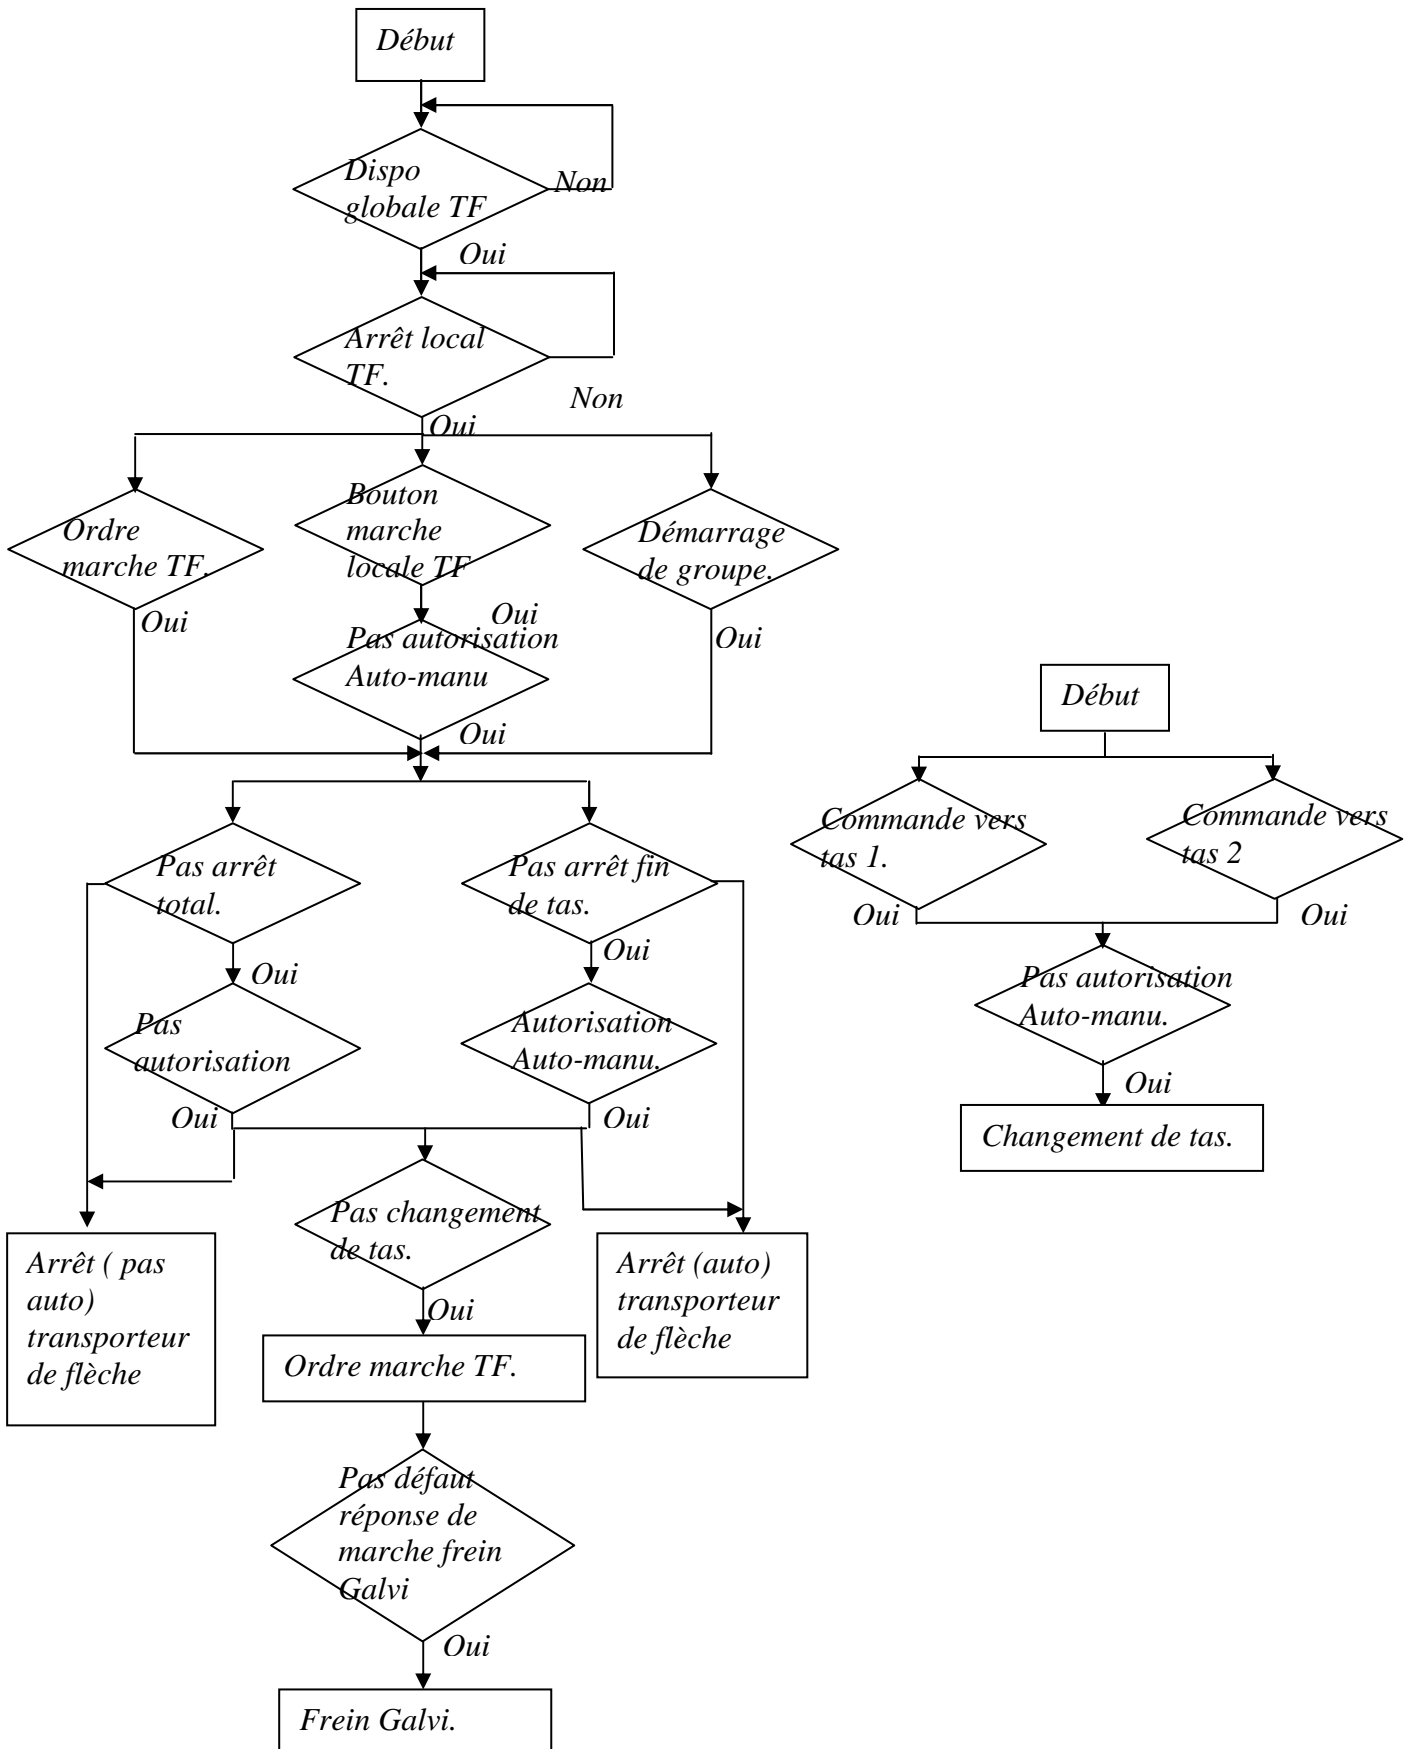 Début
Dispo
globale TF
Non
Oui
Arrêt local
TF.
Non
Oui
Ordre
marche TF.
Oui
Bouton
marche
locale TF
Oui
Démarrage
de groupe.
Oui
Pas autorisation
Auto-manu
Oui
Pas arrêt
total.
Oui
Pas arrêt fin
de tas.
Oui
Pas
autorisation
Oui
Autorisation
Auto-manu.
Oui
Pas changement
de tas.
Oui
Arrêt ( pas
auto)
transporteur
de flèche
Arrêt (auto)
transporteur
de flèche
Ordre marche TF.
Pas défaut
réponse de
marche frein
Galvi
Oui
Frein Galvi.
Début
Commande vers
tas 1.
Oui
Commande vers
tas 2
Oui
Pas autorisation
Auto-manu.
Oui
Changement de tas.